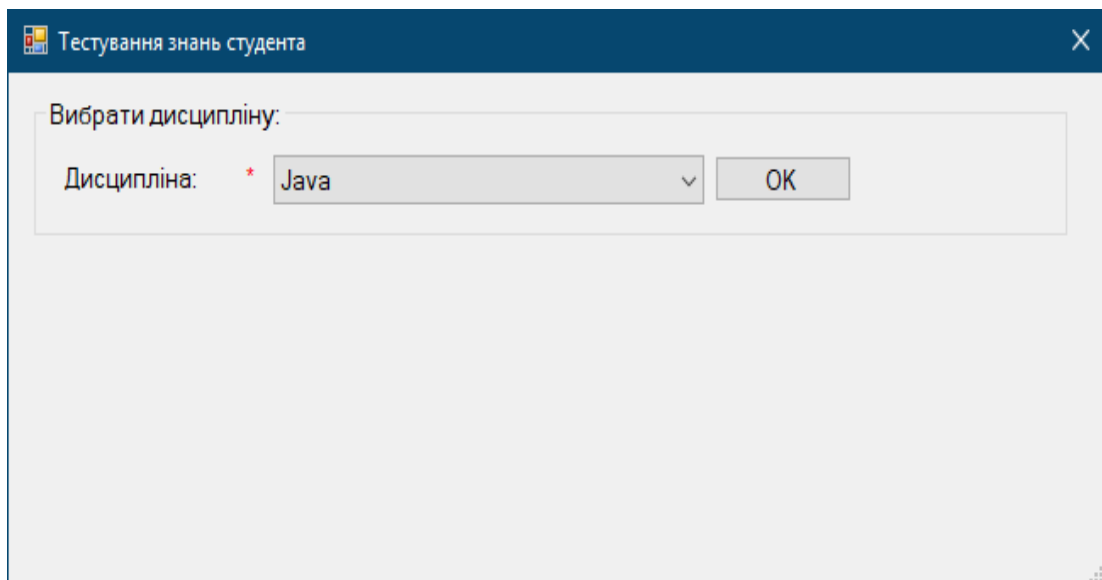 Тестування знань студента
Вибрати дисципліну:
Дисципліна: * Java OK